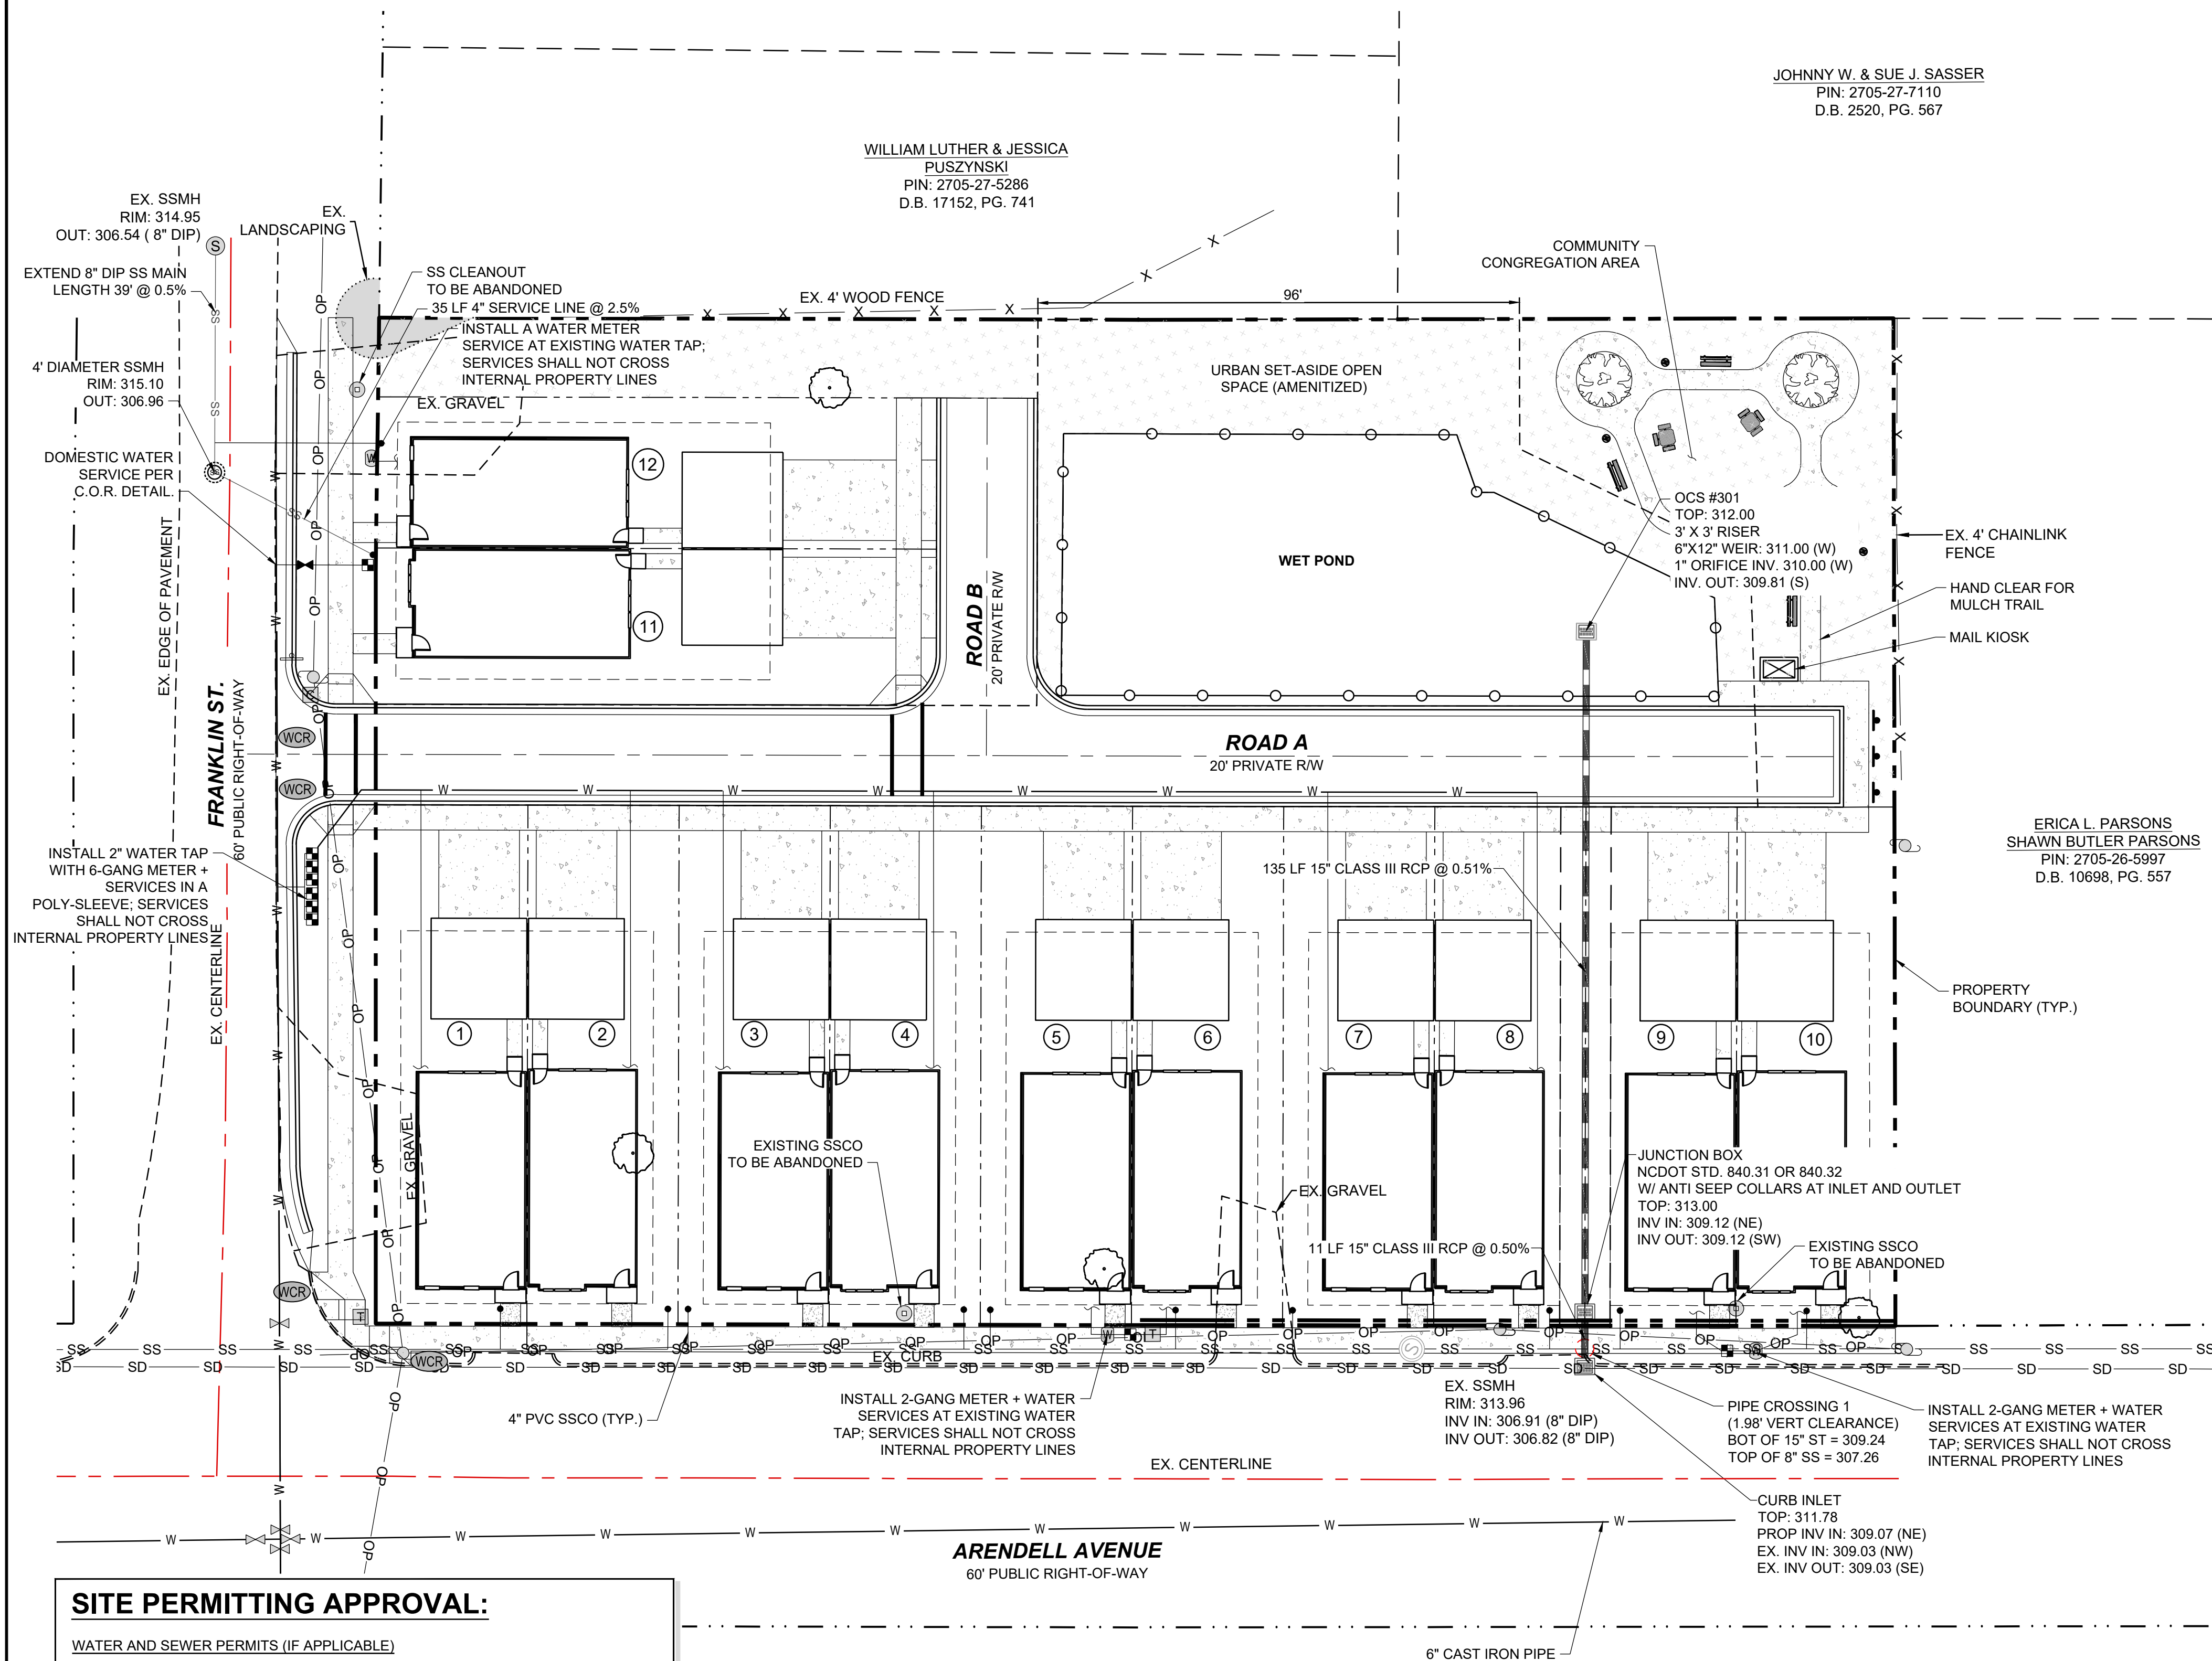 JOHNNY W. & SUE J. SASSER
PIN: 2705-27-7110
D.B. 2520, PG. 567
WILLIAM LUTHER & JESSICA
PUSZYNSKI
PIN: 2705-27-5286
D.B. 17152, PG. 741
EX. SSMH
RIM: 314.95
OUT: 306.54 ( 8" DIP)
EX.
LANDSCAPING
EXTEND 8" DIP SS MAIN
LENGTH 39' @ 0.5%
SS CLEANOUT
TO BE ABANDONED
35 LF 4" SERVICE LINE @ 2.5%
INSTALL A WATER METER
SERVICE AT EXISTING WATER TAP;
SERVICES SHALL NOT CROSS
INTERNAL PROPERTY LINES
EX. 4' WOOD FENCE
96'
COMMUNITY
CONGREGATION AREA
4' DIAMETER SSMH
RIM: 315.10
OUT: 306.96
EX. GRAVEL
URBAN SET-ASIDE OPEN
SPACE (AMENITIZED)
DOMESTIC WATER
SERVICE PER
C.O.R. DETAIL.
12
11
WET POND
OCS #301
TOP: 312.00
3' X 3' RISER
6"X12" WEIR: 311.00 (W)
1" ORIFICE INV. 310.00 (W)
INV. OUT: 309.81 (S)
EX. 4' CHAINLINK
FENCE
HAND CLEAR FOR
MULCH TRAIL
MAIL KIOSK
EX. EDGE OF PAVEMENT
FRANKLIN ST.
60' PUBLIC RIGHT-OF-WAY
ROAD B
20' PRIVATE R/W
WCR
WCR
ROAD A
20' PRIVATE R/W
INSTALL 2" WATER TAP
WITH 6-GANG METER +
SERVICES IN A
POLY-SLEEVE; SERVICES
SHALL NOT CROSS
INTERNAL PROPERTY LINES
EX. CENTERLINE
ERICA L. PARSONS
SHAWN BUTLER PARSONS
PIN: 2705-26-5997
D.B. 10698, PG. 557
135 LF 15" CLASS III RCP @ 0.51%
PROPERTY
BOUNDARY (TYP.)
1
2
3
4
5
6
7
8
9
10
EX. GRAVEL
EXISTING SSCO
TO BE ABANDONED
EX. GRAVEL
11 LF 15" CLASS III RCP @ 0.50%
JUNCTION BOX
NCDOT STD. 840.31 OR 840.32
W/ ANTI SEEP COLLARS AT INLET AND OUTLET
TOP: 313.00
INV IN: 309.12 (NE)
INV OUT: 309.12 (SW)
EXISTING SSCO
TO BE ABANDONED
WCR
WCR
EX. CURB
4" PVC SSCO (TYP.)
INSTALL 2-GANG METER + WATER
SERVICES AT EXISTING WATER
TAP; SERVICES SHALL NOT CROSS
INTERNAL PROPERTY LINES
EX. SSMH
RIM: 313.96
INV IN: 306.91 (8" DIP)
INV OUT: 306.82 (8" DIP)
PIPE CROSSING 1
(1.98' VERT CLEARANCE)
BOT OF 15" ST = 309.24
TOP OF 8" SS = 307.26
INSTALL 2-GANG METER + WATER
SERVICES AT EXISTING WATER
TAP; SERVICES SHALL NOT CROSS
INTERNAL PROPERTY LINES
EX. CENTERLINE
CURB INLET
TOP: 311.78
PROP INV IN: 309.07 (NE)
EX. INV IN: 309.03 (NW)
EX. INV OUT: 309.03 (SE)
ARENDELL AVENUE
60' PUBLIC RIGHT-OF-WAY
6" CAST IRON PIPE
SITE PERMITTING APPROVAL:
WATER AND SEWER PERMITS (IF APPLICABLE)